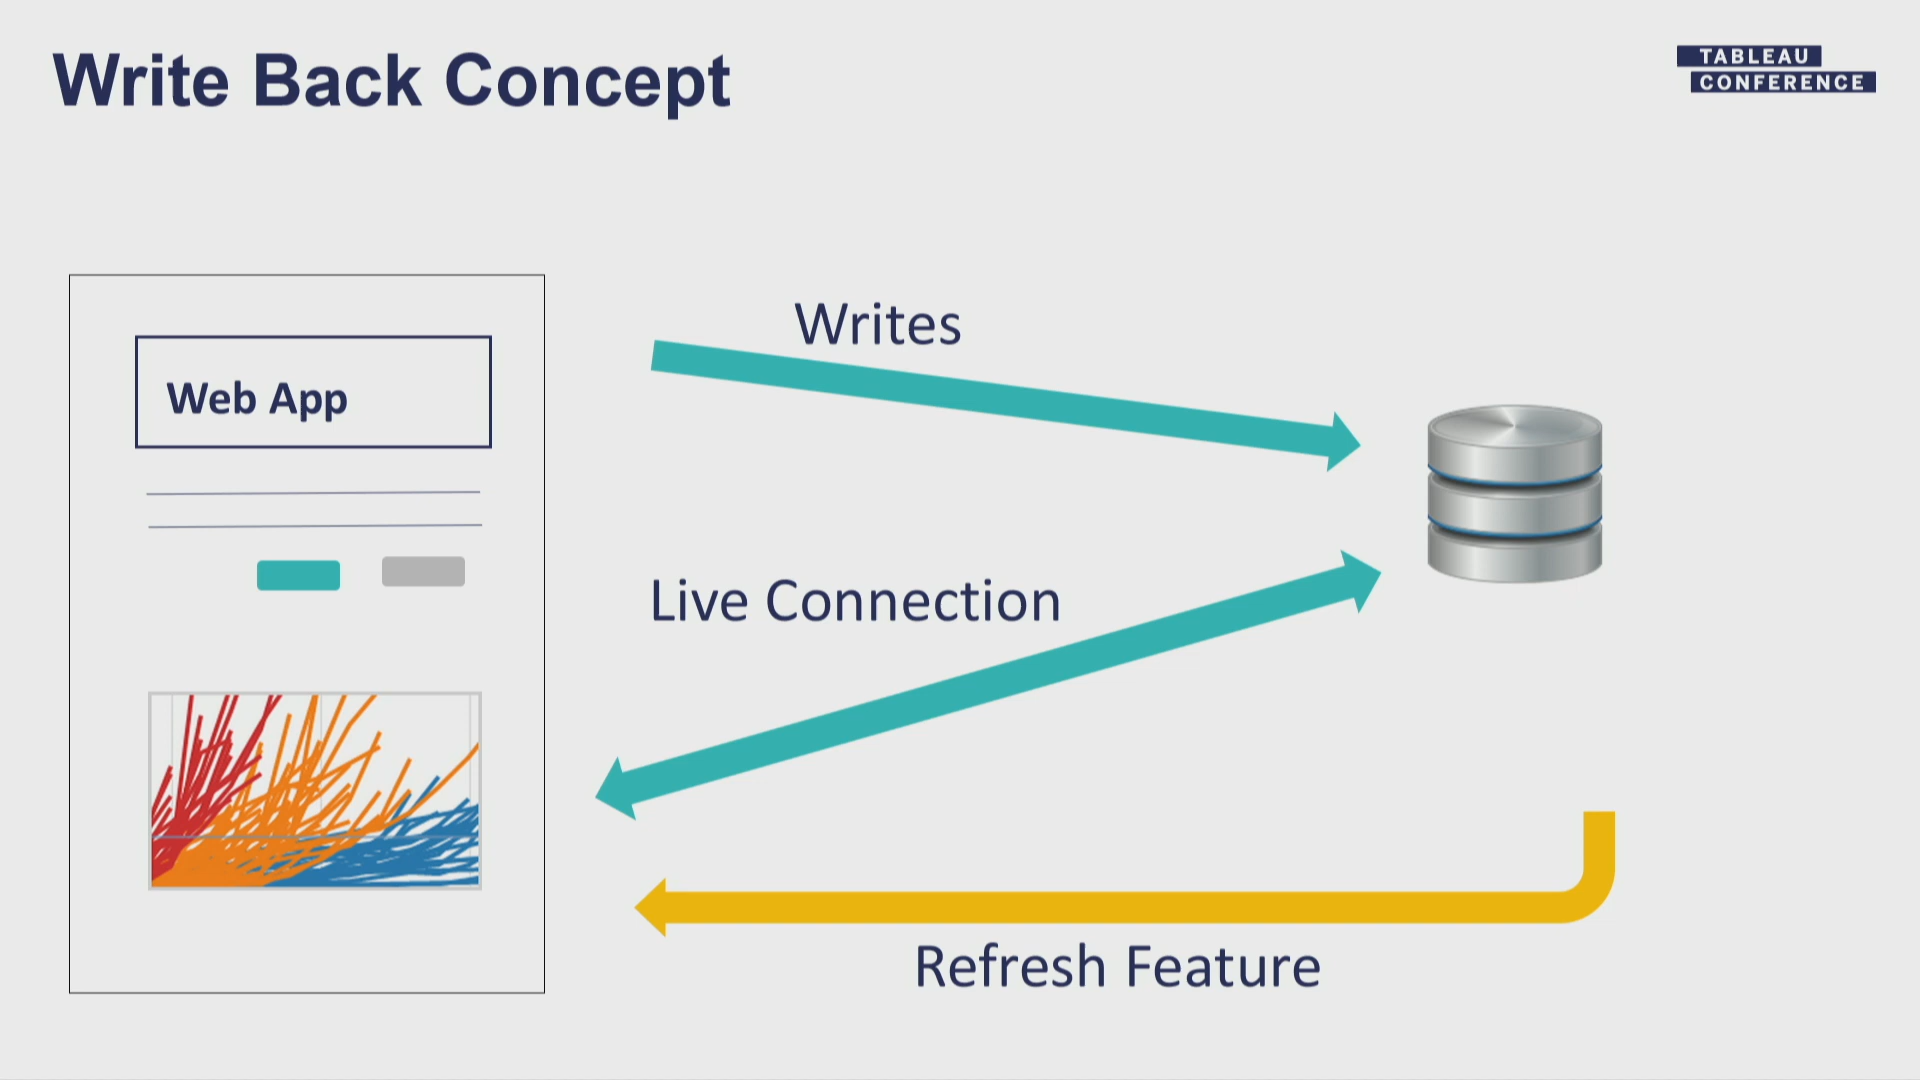 Write Back Concept
TABLEAU
CONFERENCE
Writes
Web App
Live Connection
Refresh Feature